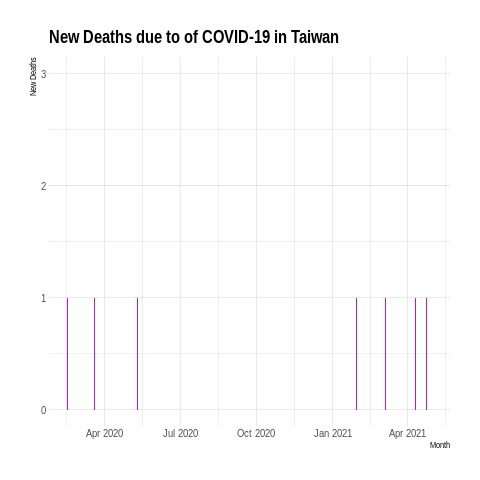 New Deaths due to of COVID-19 in Taiwan
New Deaths
3
2
1
0
Apr 2020 Jul 2020 Oct 2020 Jan 2021 Apr 2021
Month